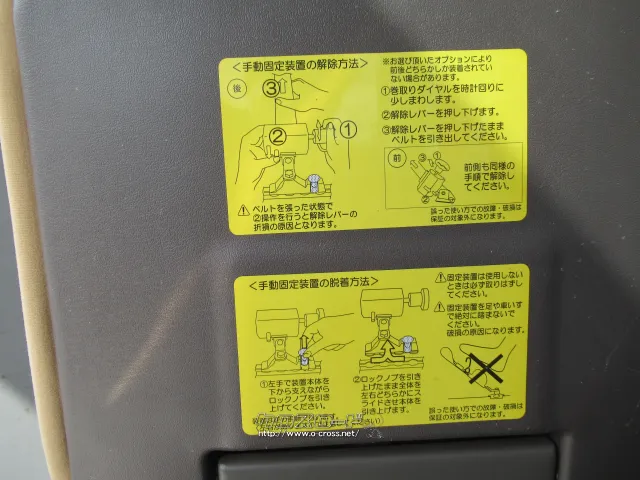 ＜手動固定装置の解除方法＞
後
③
②
①
⚠ベルトを張った状態で
②操作を行うと解除レバーの
折損の原因となります。
※お選び頂いたオプションにより
前後どちらかしか装着されてい
ない場合があります。
①巻取りダイヤルを時計回りに
少しまわします。
②解除レバーを押し下げます。
③解除レバーを押し下げたまま
ベルトを引き出してください。
前
③
①
②
前側も同様の
手順で解除し
てください。
誤った使い方での故障・破損は
保証の対象外になります。
＜手動固定装置の脱着方法＞
①左手で装置本体を
下から支えながら
ロックノブを引き
上げてください。
②ロックノブを引き
上げたまま全体を
左右どちらかにス
ライドさせ本体を
引き上げます。
⚠固定装置は使用しない
ときは必ず取りはずし
てください。
⚠固定装置を足や車いす
で絶対に踏まないで
ください。
破損の原因になります。
誤った使い方での故障・破損は
保証の対象外になります。
http://www.a-cross.net/